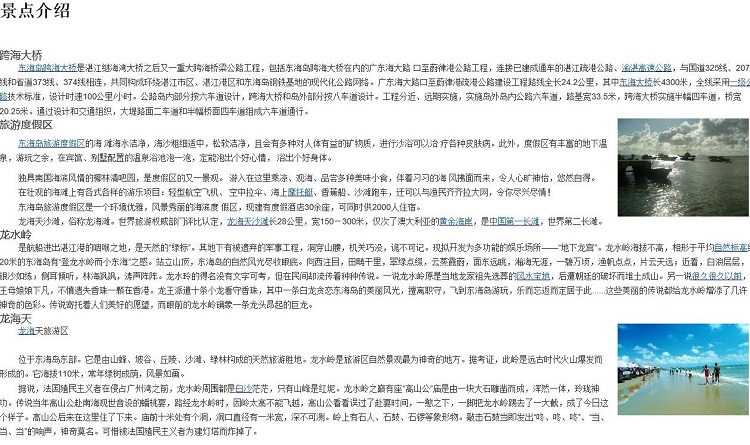 景点介绍
跨海大桥
东海岛跨海大桥是湛江继海湾大桥之后又一重大跨海桥梁公路工程，包括东海岛跨海大桥在内的广东海大路 口至蔚律港公路工程，连接已建成通车的湛江疏港公路、渝湛高速公路，与国道325线、207
线和省道373线、374线相连，共同构成环绕湛江市区、湛江港区和东海岛钢铁基地的现代化公路网络。广东海大路口至蔚律港疏港公路建设工程路线全长24.2公里，其中东海大桥长4300米，全线采用一级公
路技术标准，设计时速100公里/小时。公路岛内部分按六车道设计，跨海大桥和岛外部分按八车道设计。工程分近、远期实施，实施岛外岛内公路六车道，路基宽33.5米，跨海大桥实施半幅四车道，桥宽
20.25米。通过设计和交通组织，大堤路面二车道和半幅桥面四车道组成六车道通行。
旅游度假区
东海岛旅游度假区的海 滩海水洁净，海沙粗细适中，松软洁净，且含有多种对人体有益的矿物质，进行沙浴可以治 疗各种皮肤病。此外，度假区有丰富的地下温
泉，游玩之余，在宾馆、别墅配置的温泉浴池泡一泡，定能泡出个好心情， 浴出个好身体。
独具南国海滨风情的椰林清吧园，是度假区的又一景观。 游人在这里乘凉、观海、品尝多种美味小食，伴着习习的海 风拂面而来，令人心旷神怡，悠然自得。
在壮观的海滩上有各式各样的游乐项目：轻型航空飞机、 空中拉伞、海上摩托艇、香蕉船、沙滩跑车，还可以与渔民齐齐拉大网，令你尽兴尽情！
东海岛旅游度假区是一个环境优雅，风景秀丽的海滨度 假区，现建有度假酒店30余座，可同时供2000人住宿。
龙海天沙滩，俗称龙海滩。世界旅游权威部门评比认定，龙海天沙滩长28公里，宽150－300米，仅次了澳大利亚的黄金海岸，是中国第一长滩，世界第二长滩。
龙水岭
是航船进出湛江港的咽喉之地，是天然的“绿标”。其地下有被遗弃的军事工程，洞穿山腰，机关巧设，诡不可记。现拟开发为多功能的娱乐场所——“地下龙宫”。龙水岭海拔不高，相形于平均自然标高
20米的东海岛有“登龙水岭而小东海”之感。站立山顶，东海岛的自然风光尽收眼底。向西注目，田畴千里，翠绿点缀，云蒸霞蔚，面东远眺，瀚海无涯，一碧万顷，渔帆点点，片云天远；近看，白浪层层，
银沙如练；侧耳倾听，林海飒飒，涛声阵阵。龙水玲的得名没有文字可考，但在民间却流传着种种传说。一说龙水岭原是当地龙家祖先选葬的风水宝地，后遭朝廷的破坏而堆土成山。另一说很久很久以前，
王母娘娘下凡，不慎遗失香珠一颗在香港。龙王派遣十条小龙看守香珠，其中一条白龙贪恋东海岛的美丽风光，擅离职守，飞到东海岛游玩，乐而忘返而定居于此……这些美丽的传说都给龙水岭增添了几许
神奇的色彩。传说寄托着人们美好的愿望，而眼前的龙水岭确象一条龙头昂起的巨龙。
龙海天
龙海天旅游区
位于东海岛东部。它是由山蜂、坡谷、丘陵、沙滩、绿林构成的天然旅游胜地。龙水岭是旅游区自然景观最为神奇的地方。据考证，此岭是远古时代火山爆发而
形成的。它海拔110米，常年绿树成荫，风景如画。
据说，法国殖民主义者在侵占广州湾之前，龙水岭周围都是白沙茫茫，只有山峰是红坭。龙水岭之巅有座“高山公”庙是由一块大石雕凿而成，浑然一体，玲珑神
功。传说当年高山公赴南海观世音设的蟠桃宴，路经龙水岭时，因岭太高不能飞越，高山公看看误过了赴宴时间，一憋之下，一脚把龙水岭踢去了一大截，成了今日这
个样子。高山公后来在这里住了下来。庙前十米处有个洞，洞口直径有一米宽，深不可测。岭上有石人、石鼓、石锣等象形物。敲击石鼓当即发出“咚、咚、咚”、“当、
当、当”的响声，神奇莫名。可惜被法国殖民主义者为建灯塔而炸掉了。